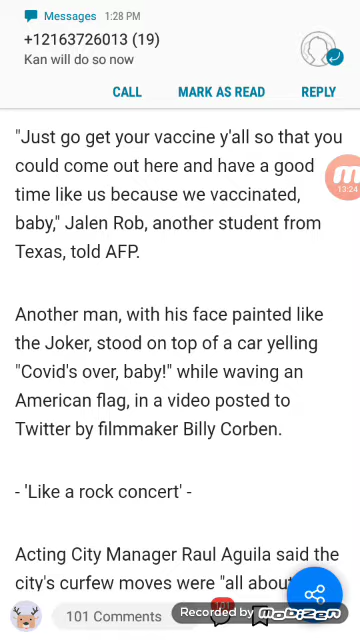 Messages 1:28 PM
+12163726013 (19)
Kan will do so now
CALL MARK AS READ REPLY
"Just go get your vaccine y'all so that you
could come out here and have a good
time like us because we vaccinated,
baby," Jalen Rob, another student from
Texas, told AFP.
13:24
Another man, with his face painted like
the Joker, stood on top of a car yelling
"Covid's over, baby!" while waving an
American flag, in a video posted to
Twitter by filmmaker Billy Corben.
- 'Like a rock concert' -
Acting City Manager Raul Aguila said the
city's curfew moves were "all about
101 Comments
Recorded by mobizen